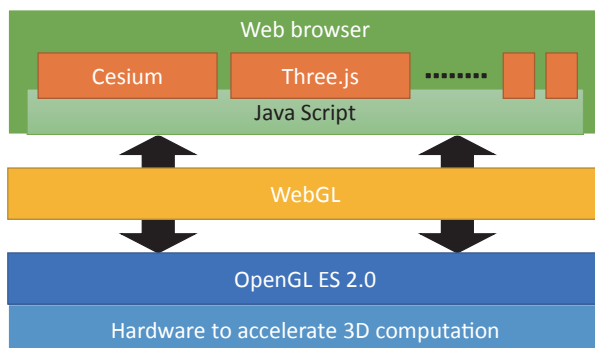 Web browser
Cesium
Three.js
Java Script
WebGL
OpenGL ES 2.0
Hardware to accelerate 3D computation